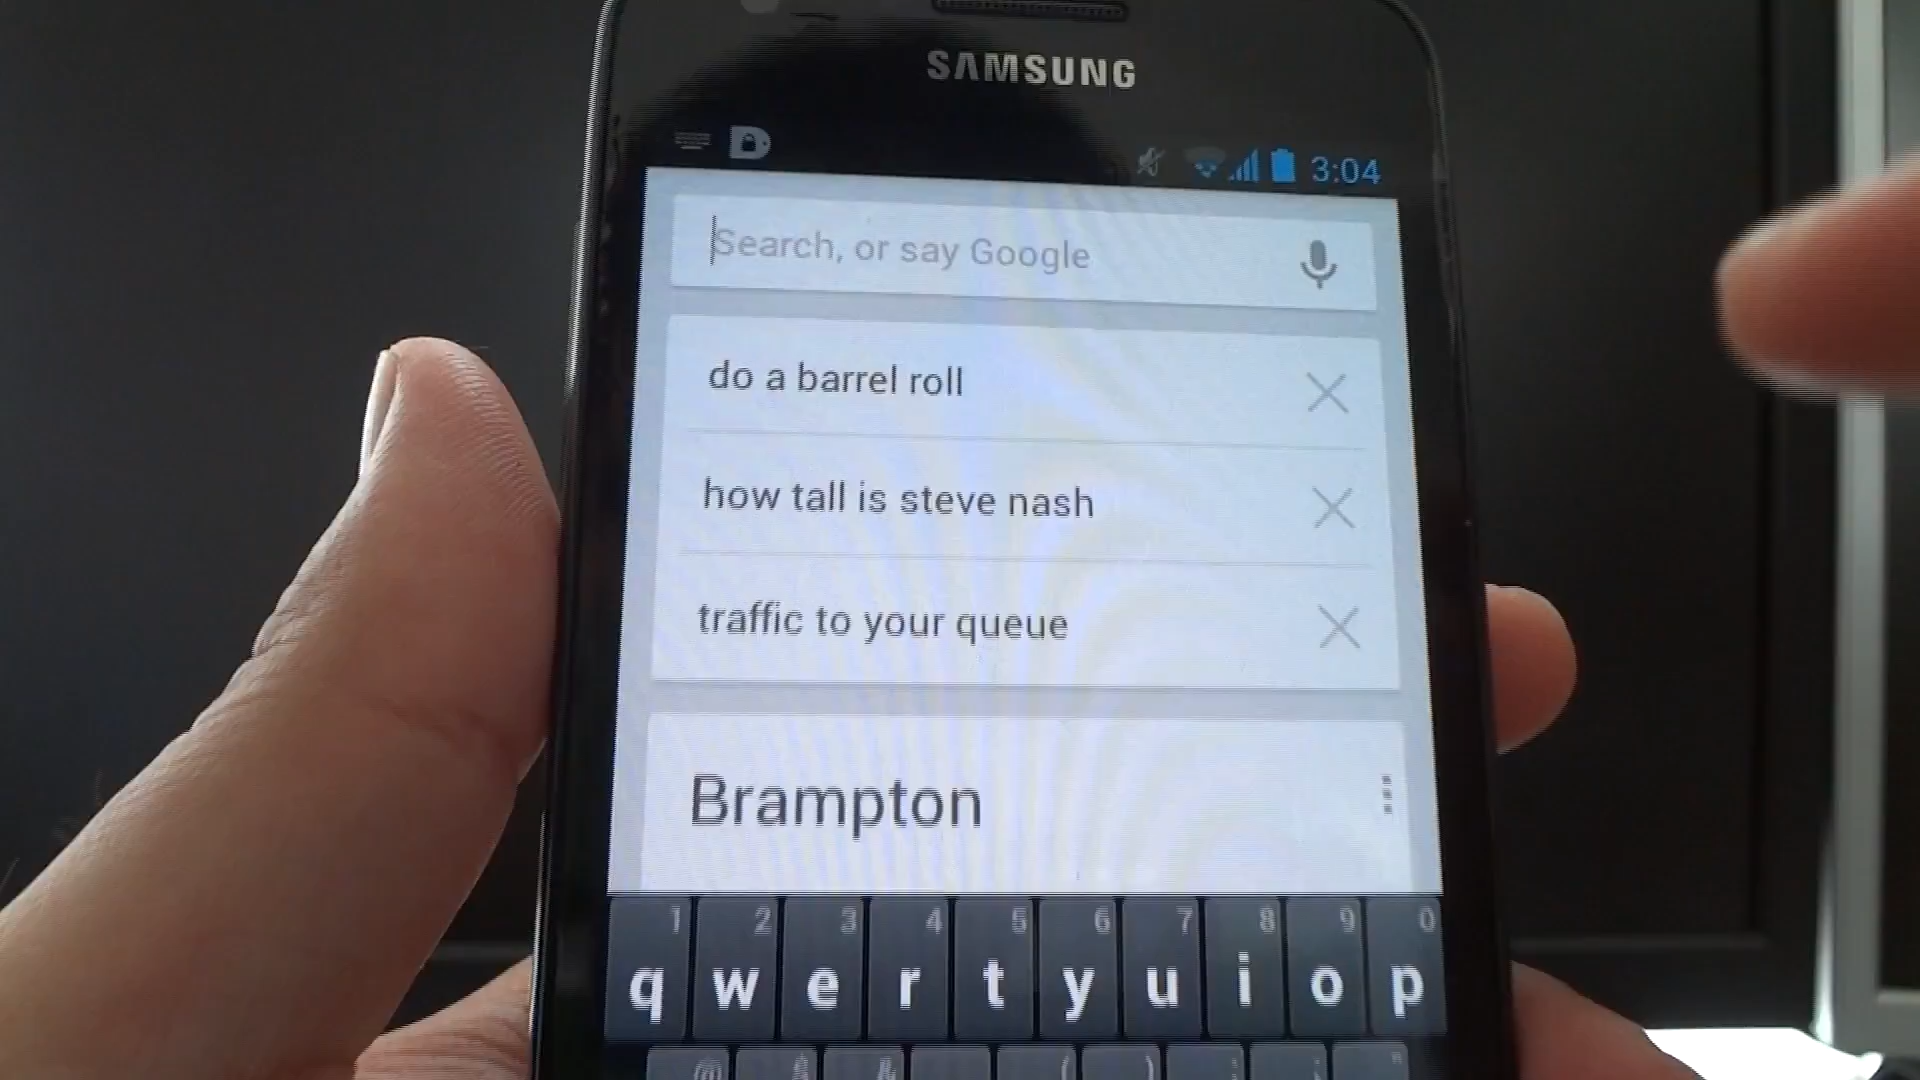 SAMSUNG
3:04
Search, or say Google
do a barrel roll
how tall is steve nash
traffic to your queue
Brampton
1 2 3 4 5 6 7 8 9 0
q w e r t y u i o p